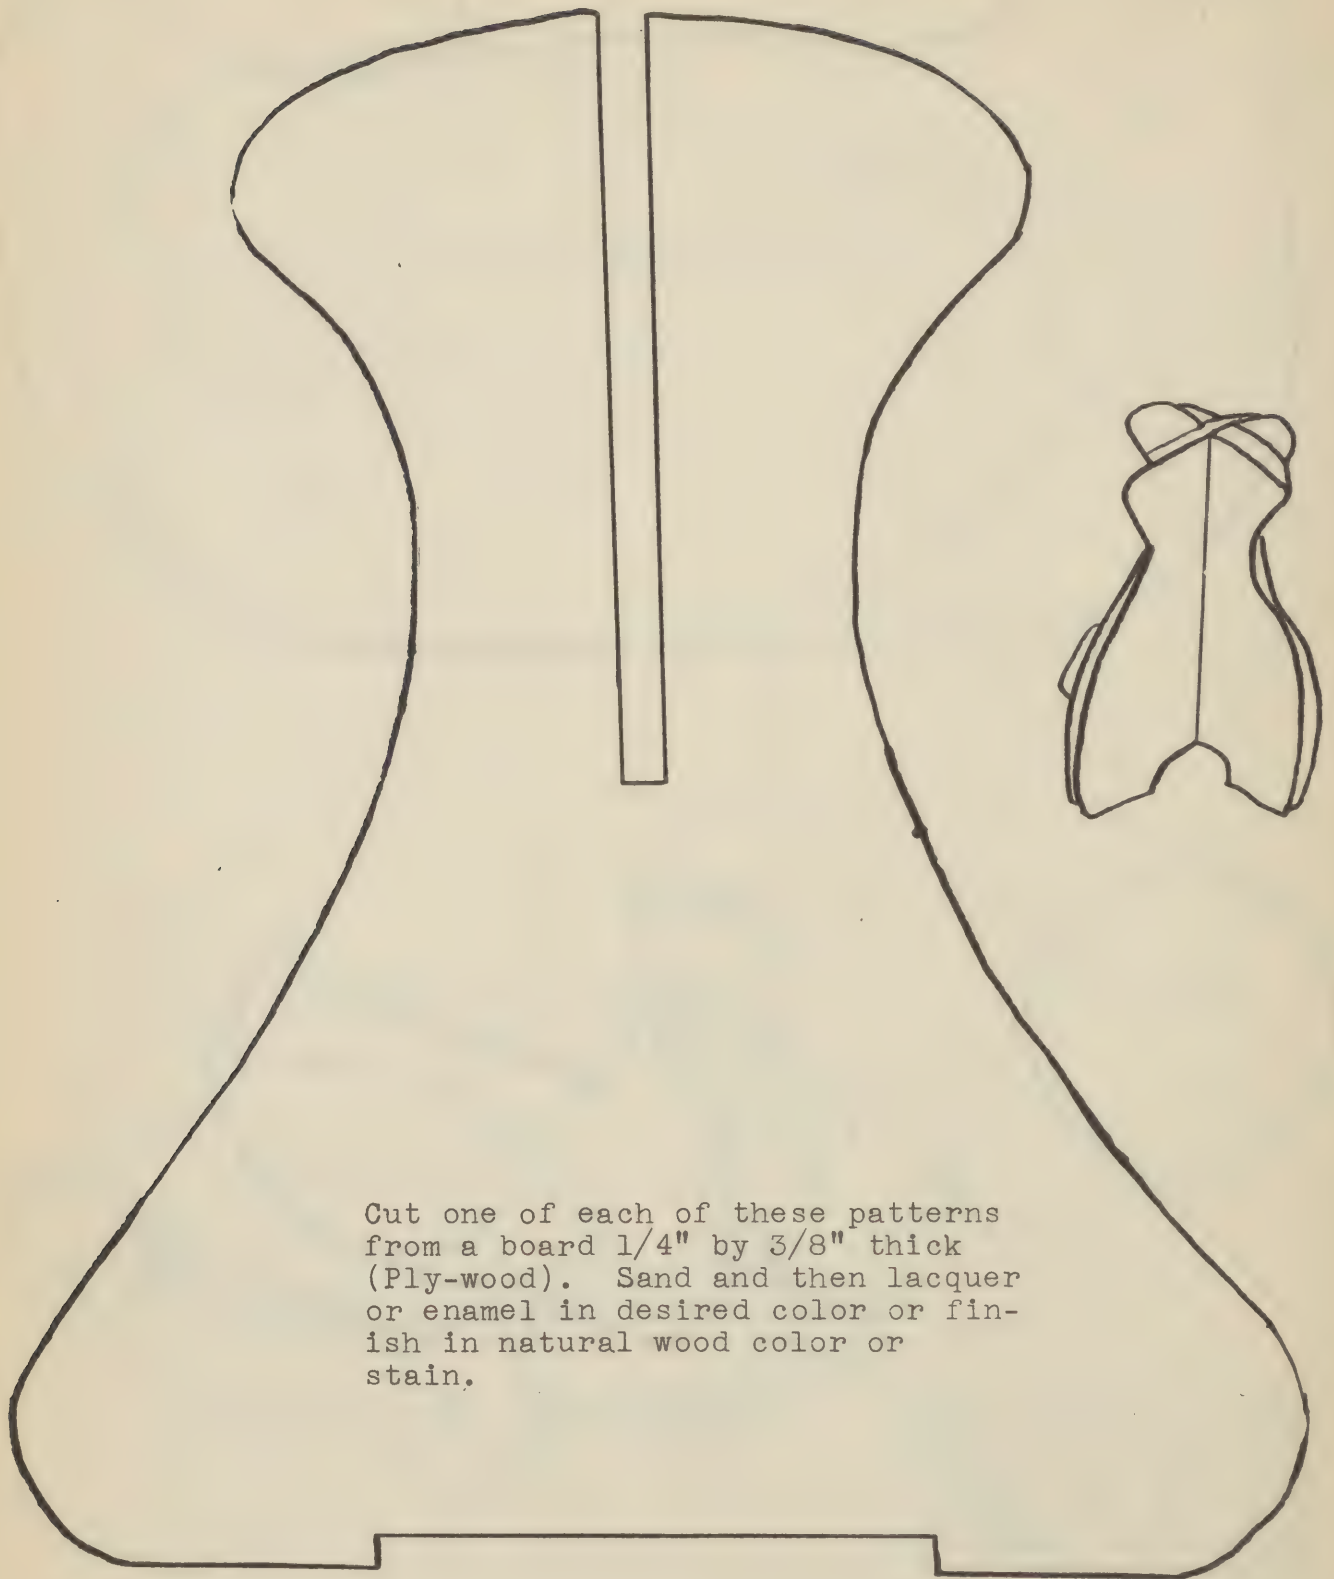 Cut one of each of these patterns
from a board 1/4" by 3/8" thick
(Ply-wood).  Sand and then lacquer
or enamel in desired color or fin-
ish in natural wood color or
stain.